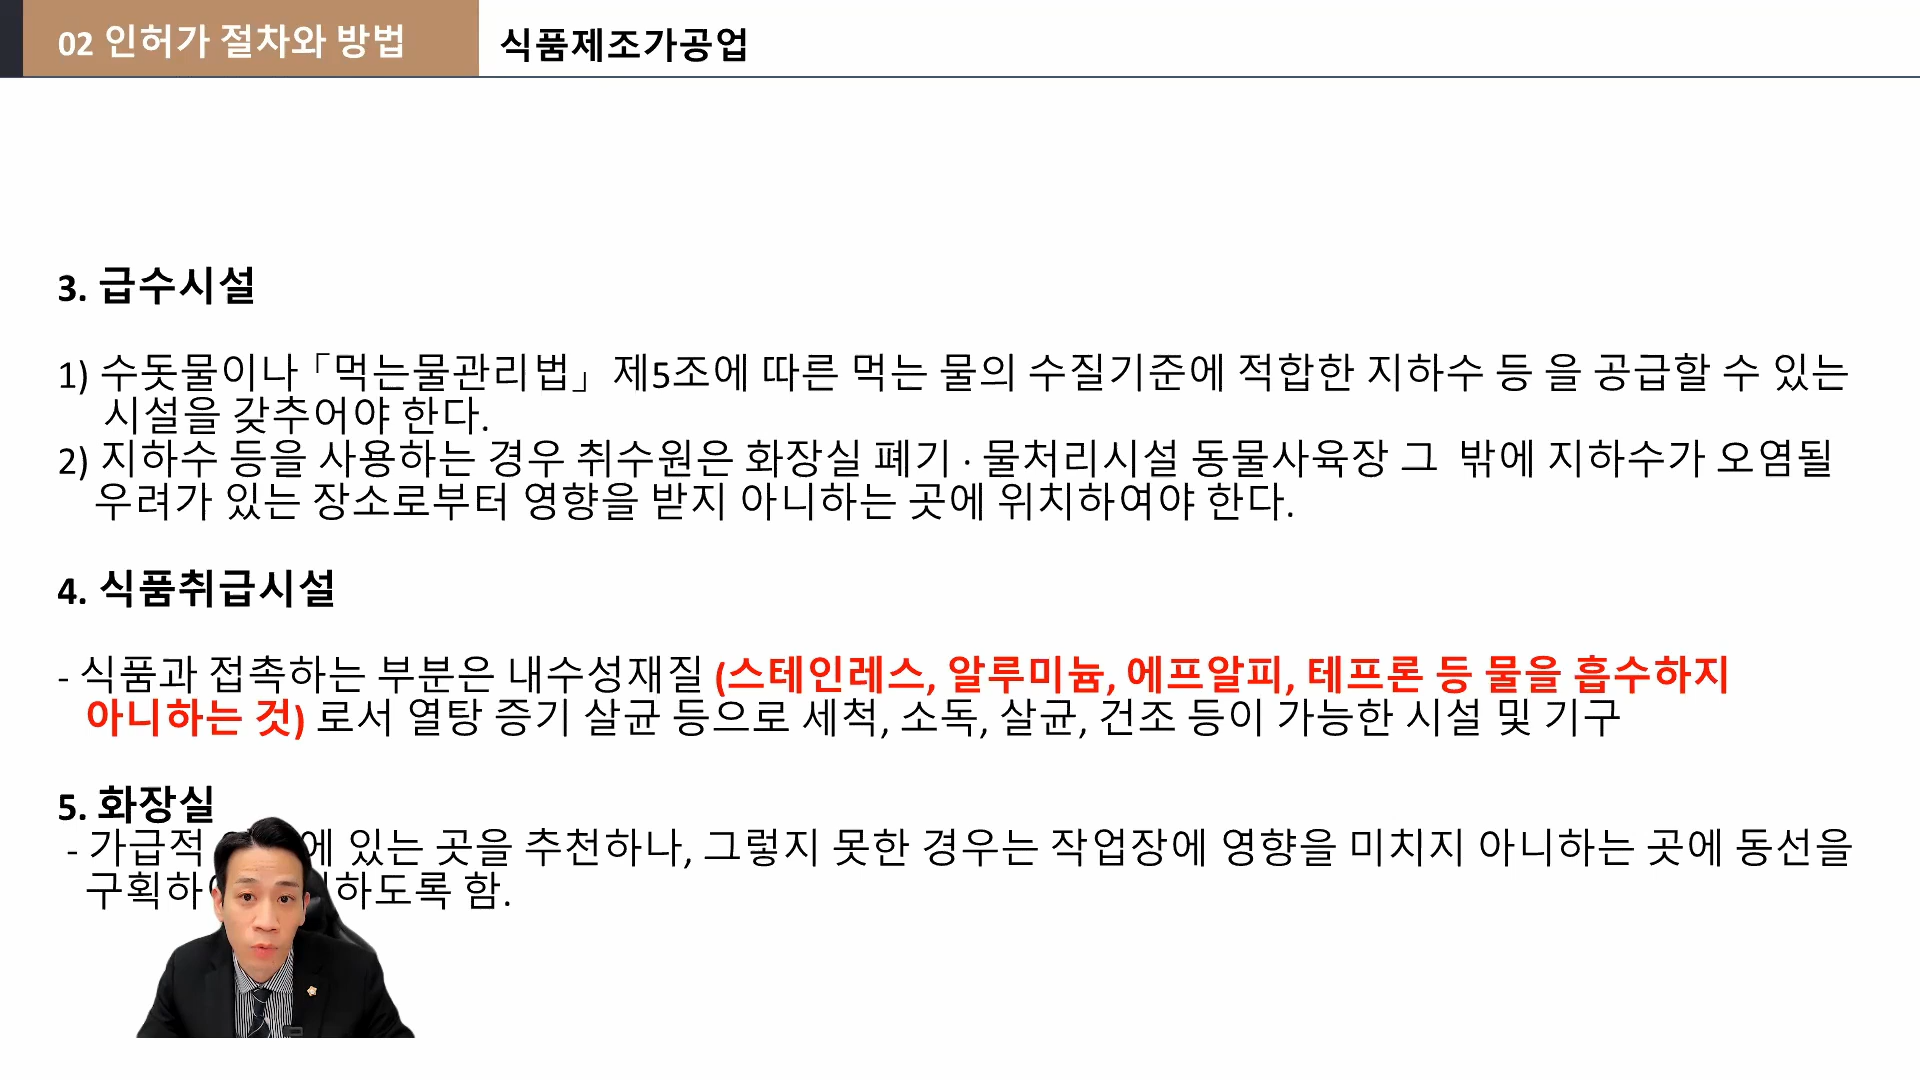 02 인허가 절차와 방법
식품제조가공업
3. 급수시설
1) 수돗물이나「먹는물관리법」제5조에 따른 먹는 물의 수질기준에 적합한 지하수 등 을 공급할 수 있는
시설을 갖추어야 한다.
2) 지하수 등을 사용하는 경우 취수원은 화장실 폐기 · 물처리시설 동물사육장 그 밖에 지하수가 오염될
우려가 있는 장소로부터 영향을 받지 아니하는 곳에 위치하여야 한다.
4. 식품취급시설
- 식품과 접촉하는 부분은 내수성재질 (스테인레스, 알루미늄, 에프알피, 테프론 등 물을 흡수하지
아니하는 것) 로서 열탕 증기 살균 등으로 세척, 소독, 살균, 건조 등이 가능한 시설 및 기구
5. 화장실
- 가급적 에 있는 곳을 추천하나, 그렇지 못한 경우는 작업장에 영향을 미치지 아니하는 곳에 동선을
구획하 하도록 함.